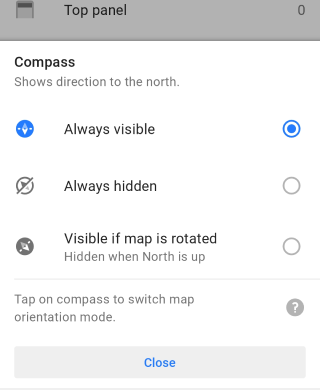 Top panel 0
Compass
Shows direction to the north.
Always visible
Always hidden
Visible if map is rotated
Hidden when North is up
Tap on compass to switch map
orientation mode.
?
Close